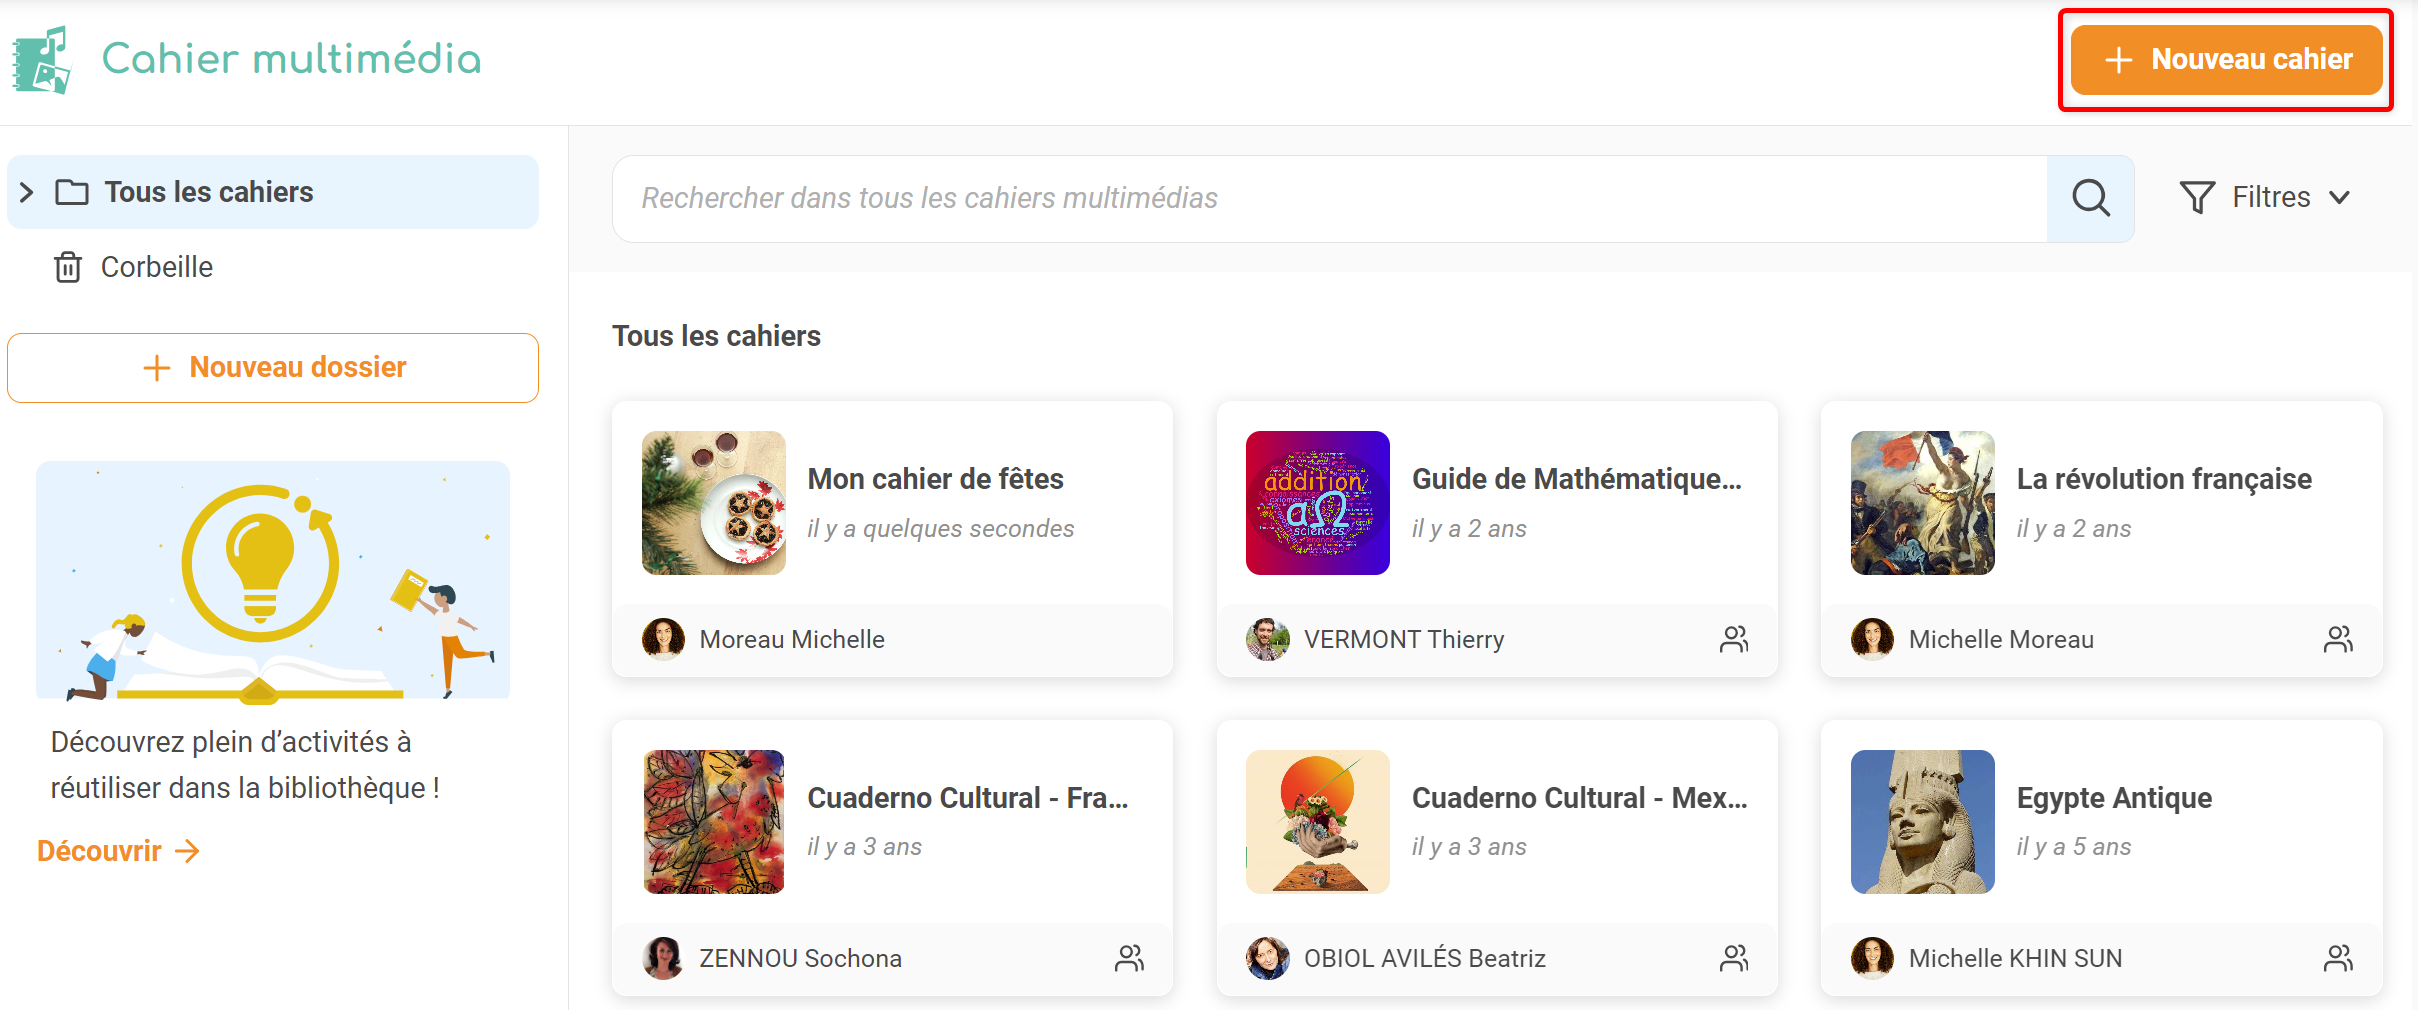 Cahier multimédia
+ Nouveau cahier
Tous les cahiers
Corbeille
+ Nouveau dossier
Découvrez plein d’activités à
réutiliser dans la bibliothèque !
Découvrir →
Rechercher dans tous les cahiers multimédias
Filtres
Tous les cahiers
Mon cahier de fêtes
il y a quelques secondes
Moreau Michelle
addition
αΩ
sciences
Guide de Mathématique...
il y a 2 ans
VERMONT Thierry
La révolution française
il y a 2 ans
Michelle Moreau
Cuaderno Cultural - Fra...
il y a 3 ans
ZENNOU Sochona
Cuaderno Cultural - Mex...
il y a 3 ans
OBIOL AVILÉS Beatriz
Egypte Antique
il y a 5 ans
Michelle KHIN SUN